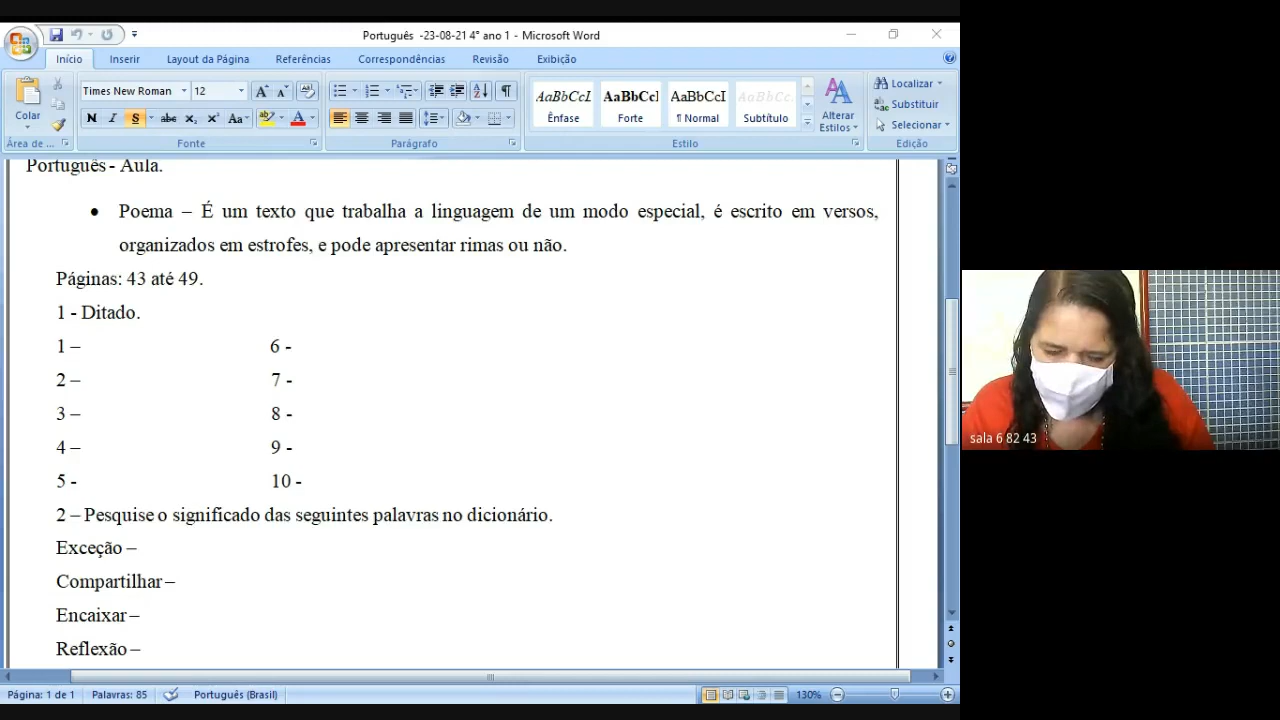 Português -23-08-21 4° ano 1 - Microsoft Word
Início Inserir Layout da Página Referências Correspondências Revisão Exibição
Colar
Times New Roman 12
N I S abc x₂ x² Aa
AaBbCcI AaBbCcI AaBbCcI AaBbCc.
Ênfase Forte ¶ Normal Subtítulo
Alterar Estilos
Localizar
Substituir
Selecionar
Área de ... Fonte Parágrafo Estilo Edição
Português - Aula.
• Poema – É um texto que trabalha a linguagem de um modo especial, é escrito em versos,
organizados em estrofes, e pode apresentar rimas ou não.
Páginas: 43 até 49.
1 - Ditado.
1 – 6 -
2 – 7 -
3 – 8 -
4 – 9 -
5 - 10 -
2 – Pesquise o significado das seguintes palavras no dicionário.
Exceção –
Compartilhar –
Encaixar –
Reflexão –
sala 6 82 43
Página: 1 de 1 Palavras: 85 Português (Brasil) 130%